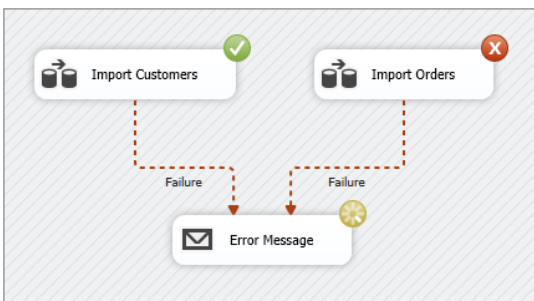 Import Customers
Import Orders
Failure
Failure
Error Message